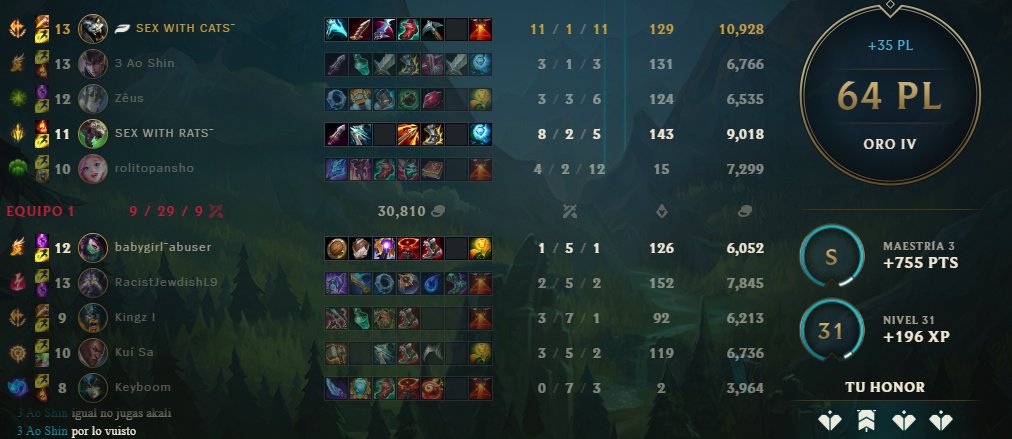 13 SEX WITH CATS˜ 11 / 1 / 11 129 10,928
13 3 Ao Shin 3 / 1 / 3 131 6,766
12 Zêus 3 / 3 / 6 124 6,535
11 SEX WITH RATS˜ 8 / 2 / 5 143 9,018
10 rolitopansho 4 / 2 / 12 15 7,299
EQUIPO 1 9 / 29 / 9 30,810
12 babygirl˜abuser 1 / 5 / 1 126 6,052
13 RacistJewdishL9 2 / 5 / 2 152 7,845
9 Kingz I 3 / 7 / 1 92 6,213
10 Kuí Sa 3 / 5 / 2 119 6,736
8 Keyboom 0 / 7 / 3 2 3,964
3 Ao Shin igual no jugas akali
3 Ao Shin por lo vuisto
+35 PL
64 PL
ORO IV
S
MAESTRÍA 3
+755 PTS
31
NIVEL 31
+196 XP
TU HONOR